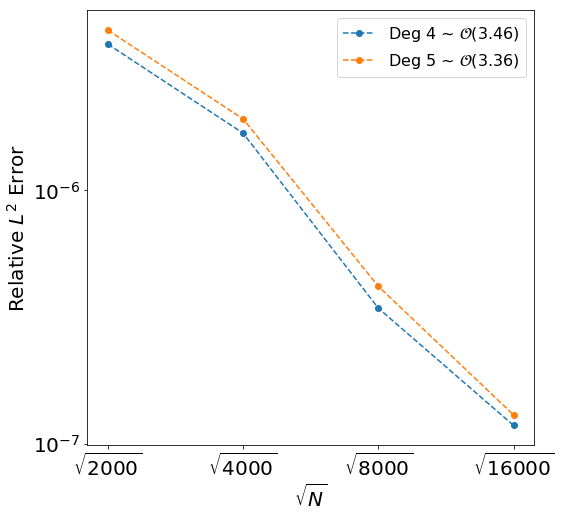 Deg 4 ~ 𝒪(3.46)
Deg 5 ~ 𝒪(3.36)
Relative L² Error
10⁻⁶
10⁻⁷
√2000 √4000 √8000 √16000
√N